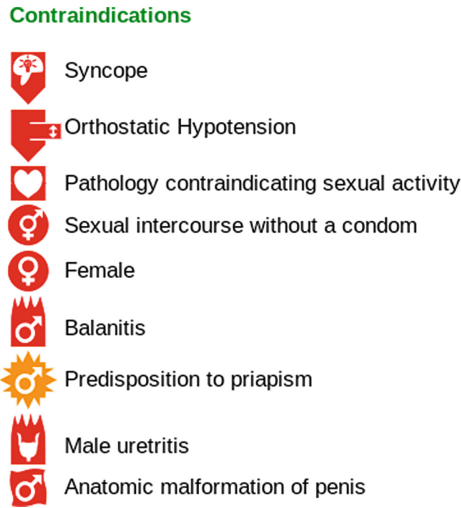 Contraindications
Syncope
Orthostatic Hypotension
Pathology contraindicating sexual activity
Sexual intercourse without a condom
Female
Balanitis
Predisposition to priapism
Male uretritis
Anatomic malformation of penis